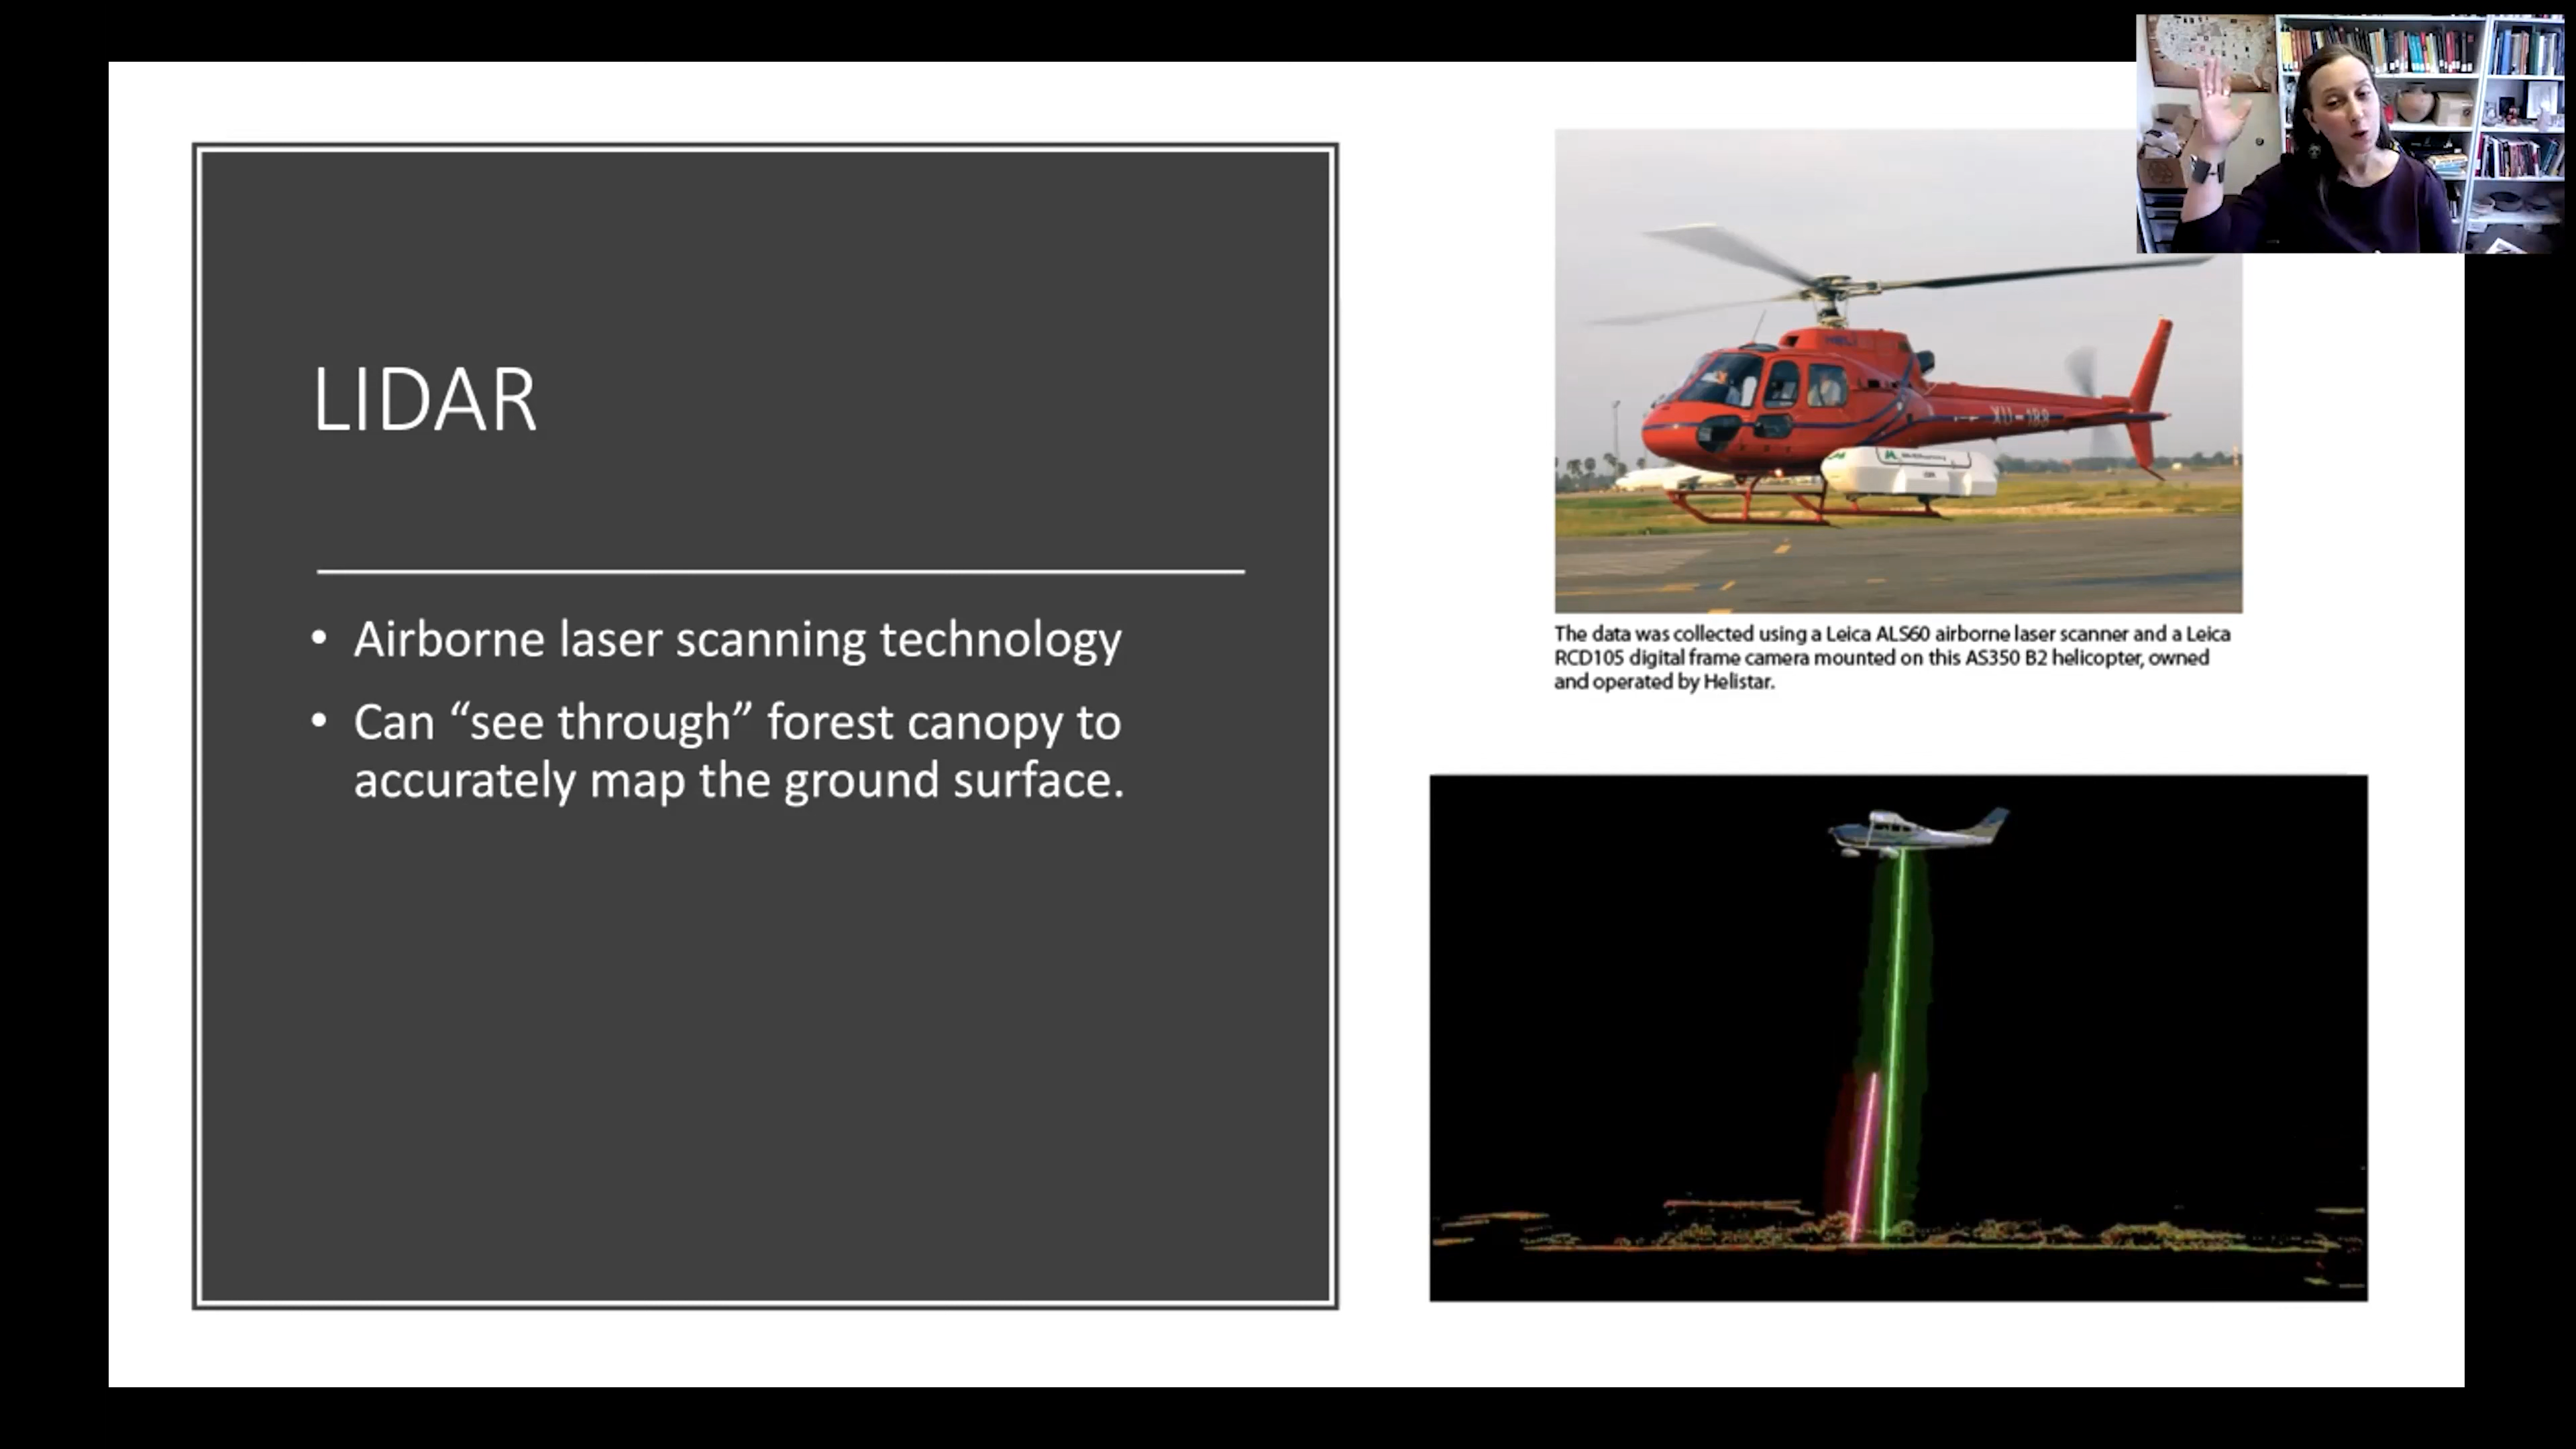 LIDAR
• Airborne laser scanning technology
• Can “see through” forest canopy to
accurately map the ground surface.
XU-188
The data was collected using a Leica ALS60 airborne laser scanner and a Leica
RCD105 digital frame camera mounted on this AS350 B2 helicopter, owned
and operated by Helistar.